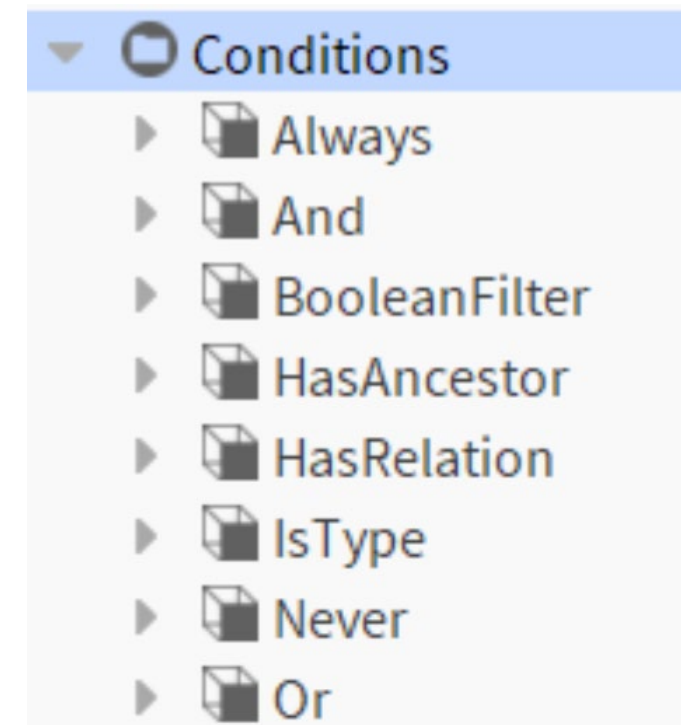 Conditions
Always
And
BooleanFilter
HasAncestor
HasRelation
IsType
Never
Or